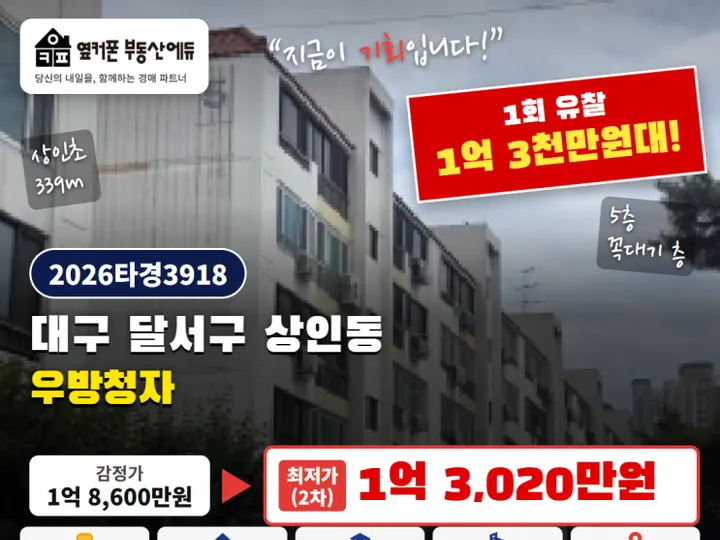 옆커폰 부동산에듀
당신의 내일을, 함께하는 경매 파트너
“지금이 기회입니다!”
1회 유찰
1억 3천만원대!
상인초
339m
5층
꼭대기 층
2026타경3918
대구 달서구 상인동
우방청자
감정가
1억 8,600만원
최저가
(2차)
1억 3,020만원